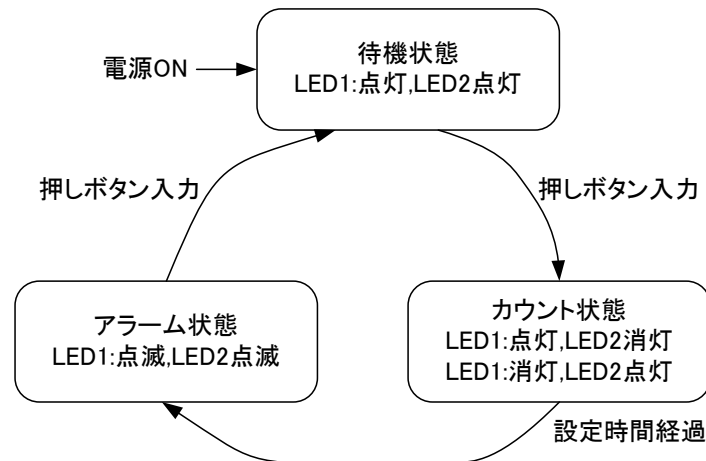 待機状態
LED1:点灯,LED2点灯
電源ON
押しボタン入力
押しボタン入力
アラーム状態
LED1:点滅,LED2点滅
カウント状態
LED1:点灯,LED2消灯
LED1:消灯,LED2点灯
設定時間経過